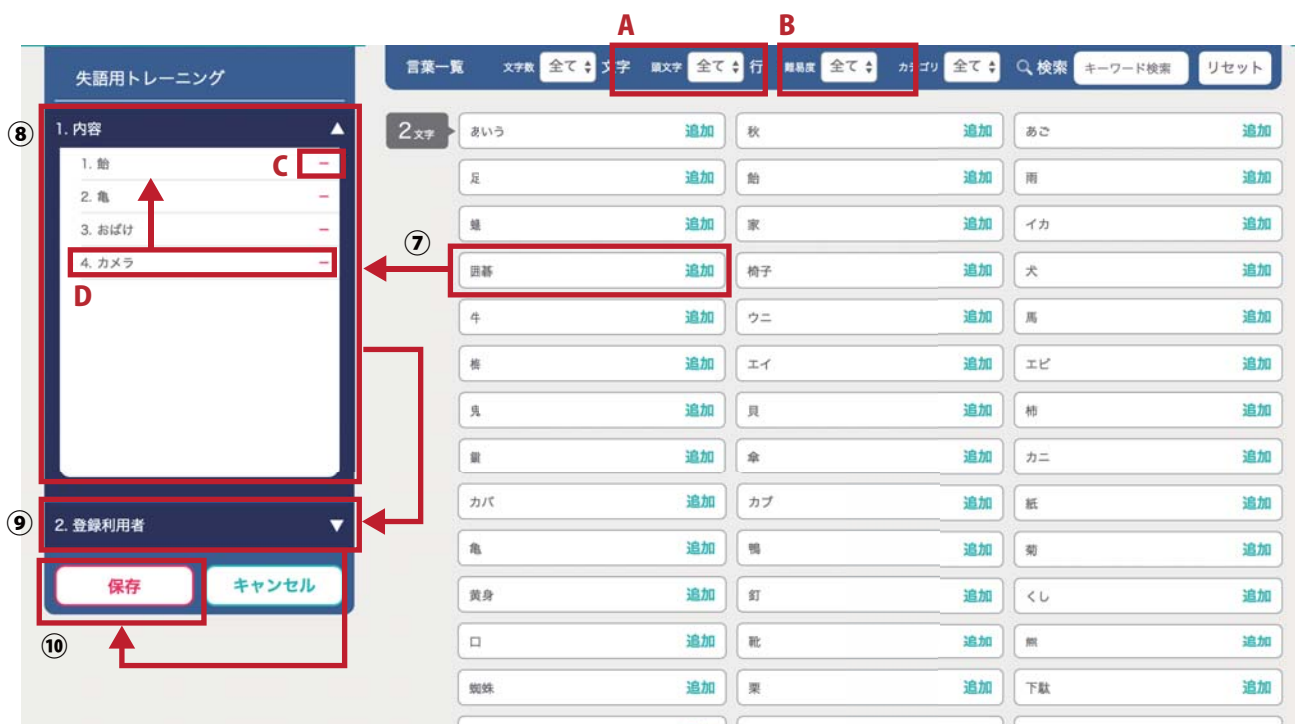 A B
失語用トレーニング
言葉一覧 文字数 全て 文字 頭文字 全て 行 難易度 全て カテゴリ 全て 検索 キーワード検索 リセット
⑧ 1. 内容 ▲
1. 飴 −
C
2. 亀 −
3. おばけ −
4. カメラ −
D
⑦
⑨ 2. 登録利用者 ▼
保存 キャンセル
⑩
2文字 あいう 追加 秋 追加 あご 追加
足 追加 飴 追加 雨 追加
追加 家 追加 イカ 追加
囲碁 追加 椅子 追加 犬 追加
牛 追加 ウニ 追加 馬 追加
梅 追加 エイ 追加 エビ 追加
鬼 追加 貝 追加 柿 追加
追加 傘 追加 カニ 追加
カバ 追加 カブ 追加 紙 追加
亀 追加 鴨 追加 菊 追加
黄身 追加 釘 追加 くし 追加
口 追加 靴 追加 熊 追加
蜘蛛 追加 栗 追加 下駄 追加